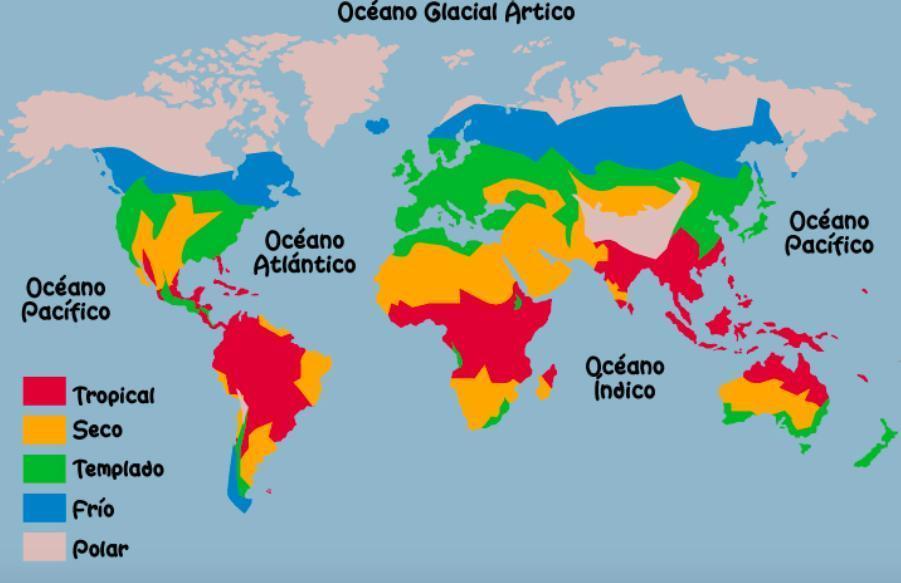 Océano Glacial Ártico
Océano
Atlántico
Océano
Pacífico
Océano
Pacífico
Océano
Índico
Tropical
Seco
Templado
Frío
Polar